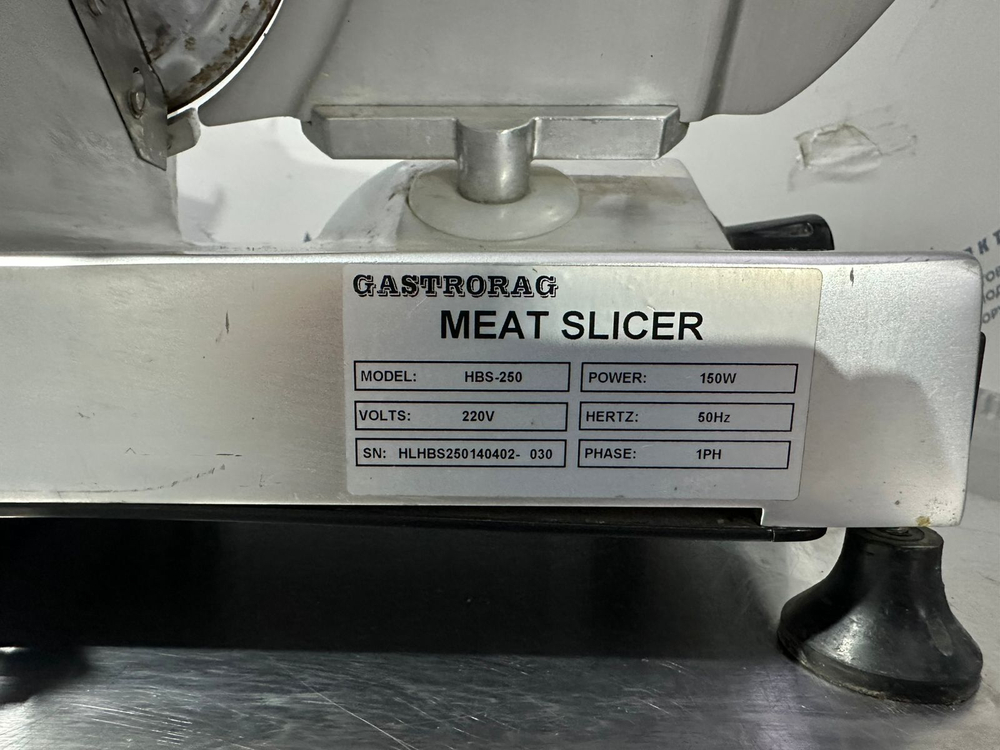 GASTRORAG
MEAT SLICER
MODEL: HBS-250
POWER: 150W
VOLTS: 220V
HERTZ: 50Hz
SN: HLHBS250140402- 030
PHASE: 1PH